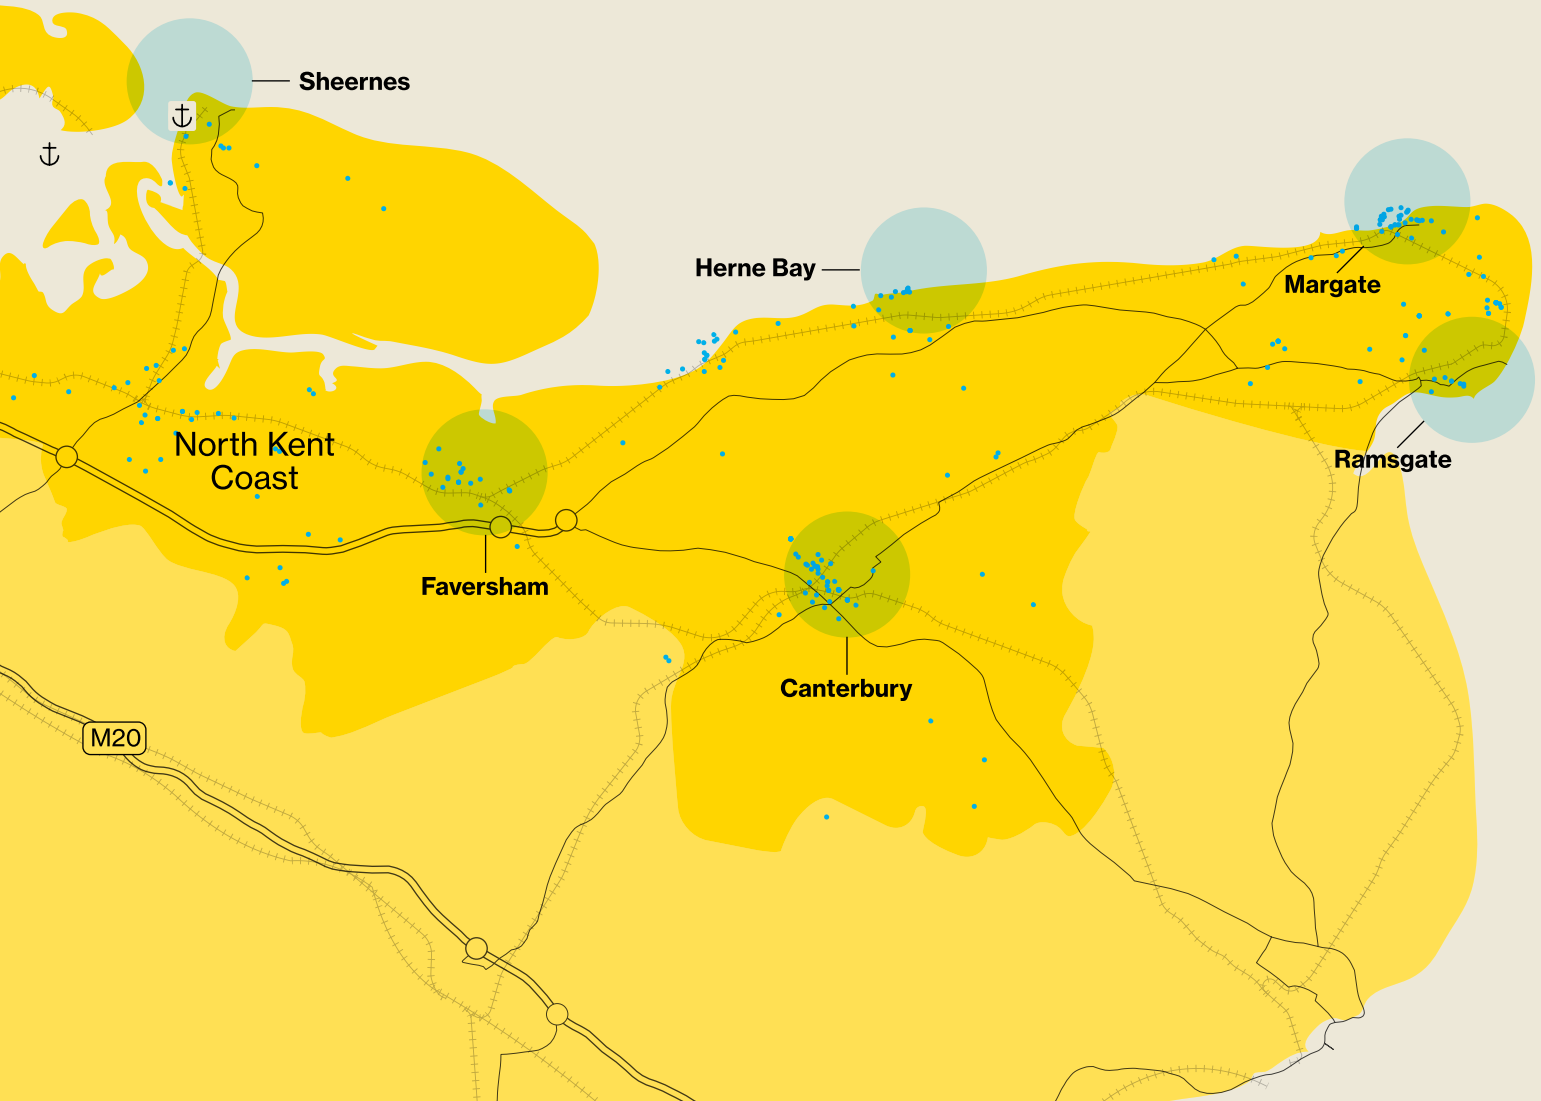 Sheernes
Herne Bay
Margate
North Kent
Coast
Ramsgate
Faversham
Canterbury
M20